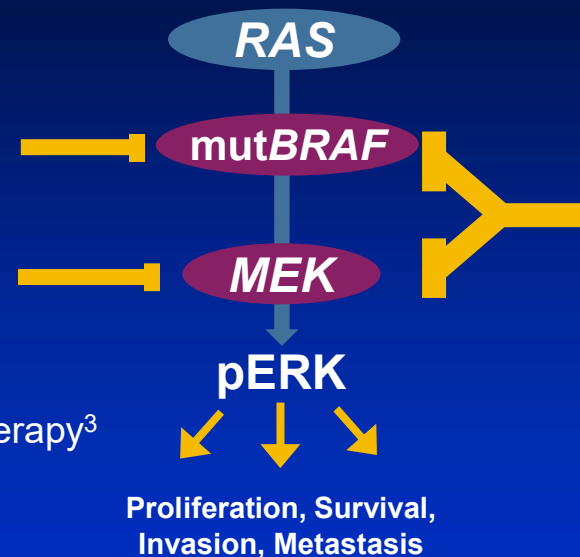 RAS
mutBRAF
MEK
pERK
erapy³
Proliferation, Survival,
Invasion, Metastasis